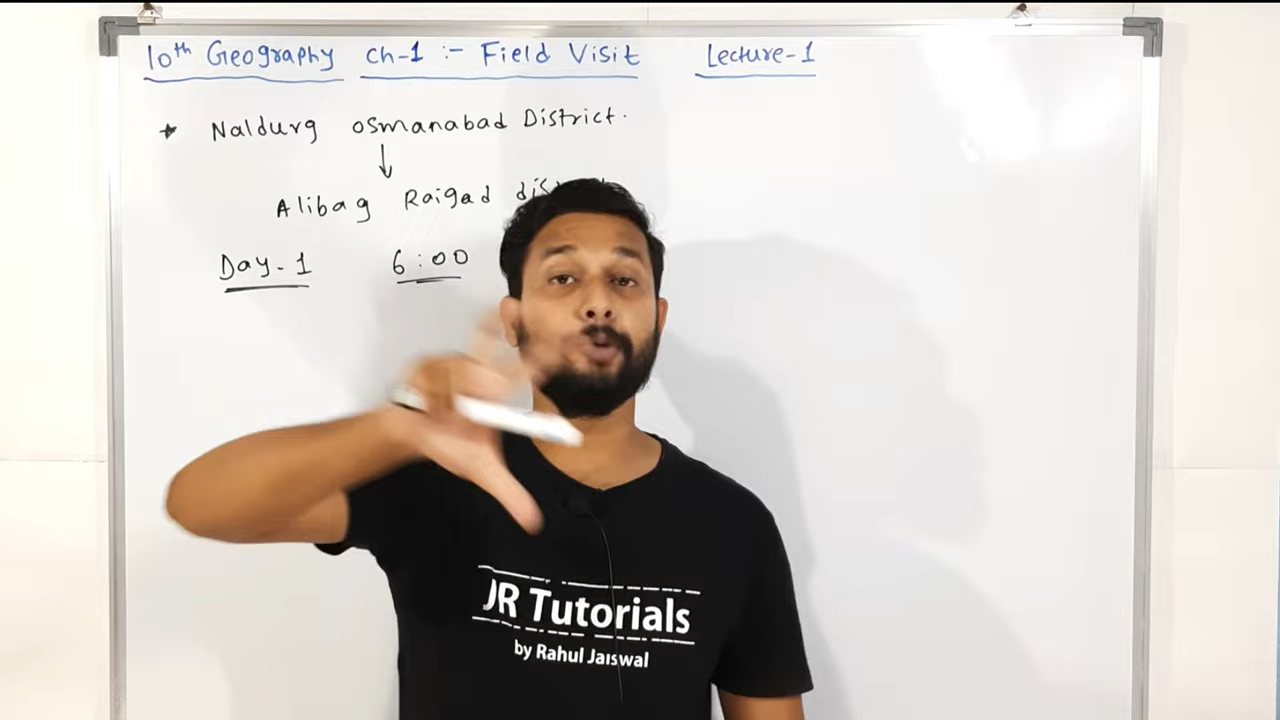 10th Geography ch-1 :- Field Visit Lecture-1
* Naldurg osmanabad District.
↓
Alibag Raigad
Day-1 6:00
JR Tutorials
by Rahul Jaiswal